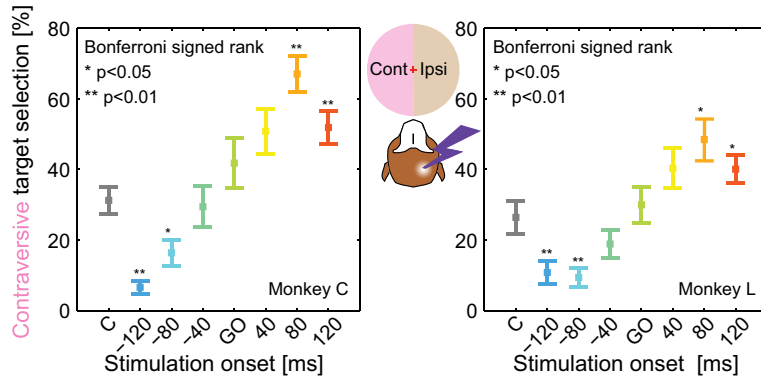 Contraversive target selection [%]
80
60
40
20
0
Bonferroni signed rank
* p<0.05
** p<0.01
**
*
**
**
Monkey C
C
−120
−80
−40
GO
40
80
120
Stimulation onset [ms]
Cont + Ipsi
80
60
40
20
0
Bonferroni signed rank
* p<0.05
** p<0.01
**
**
*
*
Monkey L
C
−120
−80
−40
GO
40
80
120
Stimulation onset [ms]